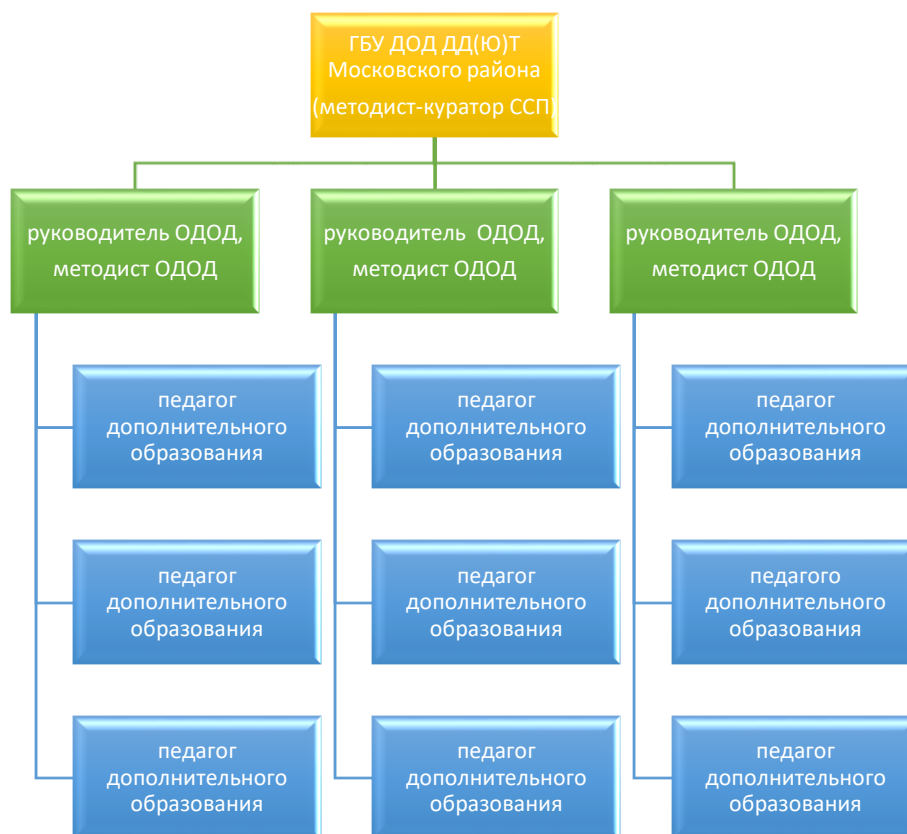 ГБУ ДОД ДД(Ю)Т
Московского района
(методист-куратор ССП)
руководитель ОДОД,
методист ОДОД
руководитель ОДОД,
методист ОДОД
руководитель ОДОД,
методист ОДОД
педагог
дополнительного
образования
педагог
дополнительного
образования
педагог
дополнительного
образования
педагог
дополнительного
образования
педагог
дополнительного
образования
педагого
дополнительного
образования
педагог
дополнительного
образования
педагог
дополнительного
образования
педагог
дополнительного
образования